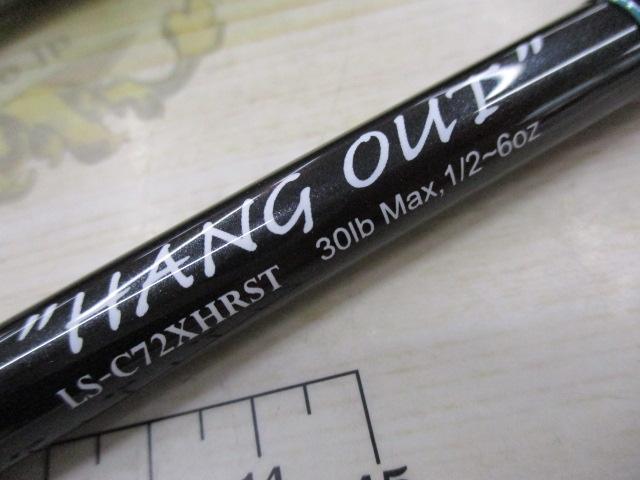 "HANG OUT"
LS-C72XHRST 30lb Max,1/2~6oz
14
15